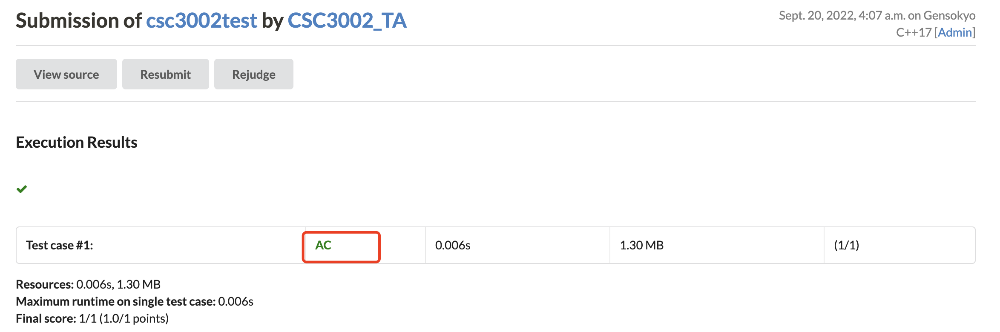 Submission of csc3002test by CSC3002_TA
Sept. 20, 2022, 4:07 a.m. on Gensokyo
C++17 [Admin]
View source Resubmit Rejudge
Execution Results
Test case #1: AC 0.006s 1.30 MB (1/1)
Resources: 0.006s, 1.30 MB
Maximum runtime on single test case: 0.006s
Final score: 1/1 (1.0/1 points)